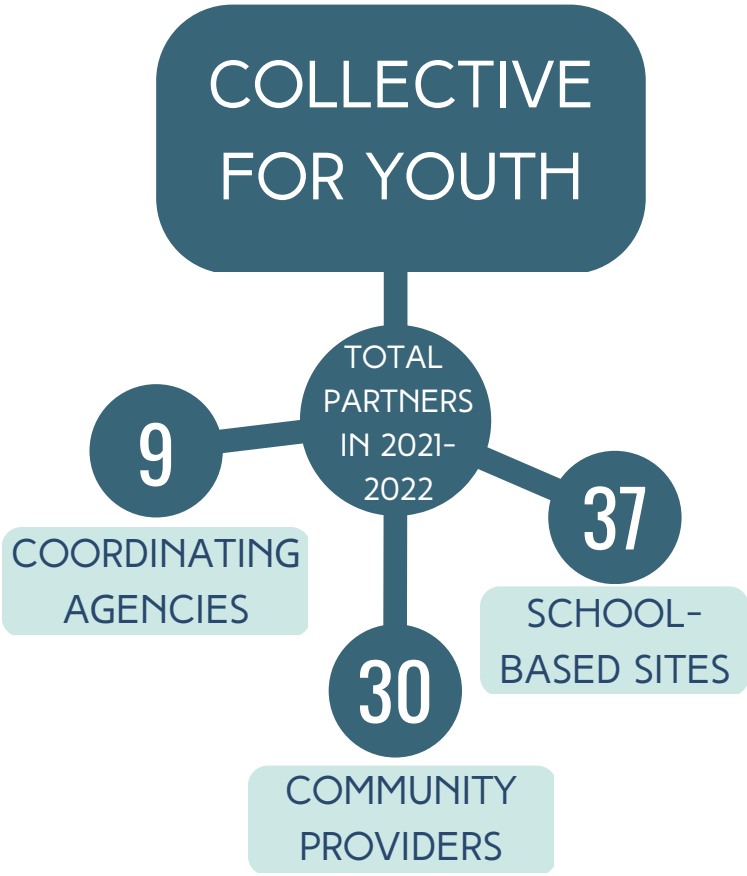 COLLECTIVE
FOR YOUTH
TOTAL
PARTNERS
IN 2021-
2022
9
COORDINATING
AGENCIES
37
SCHOOL-
BASED SITES
30
COMMUNITY
PROVIDERS